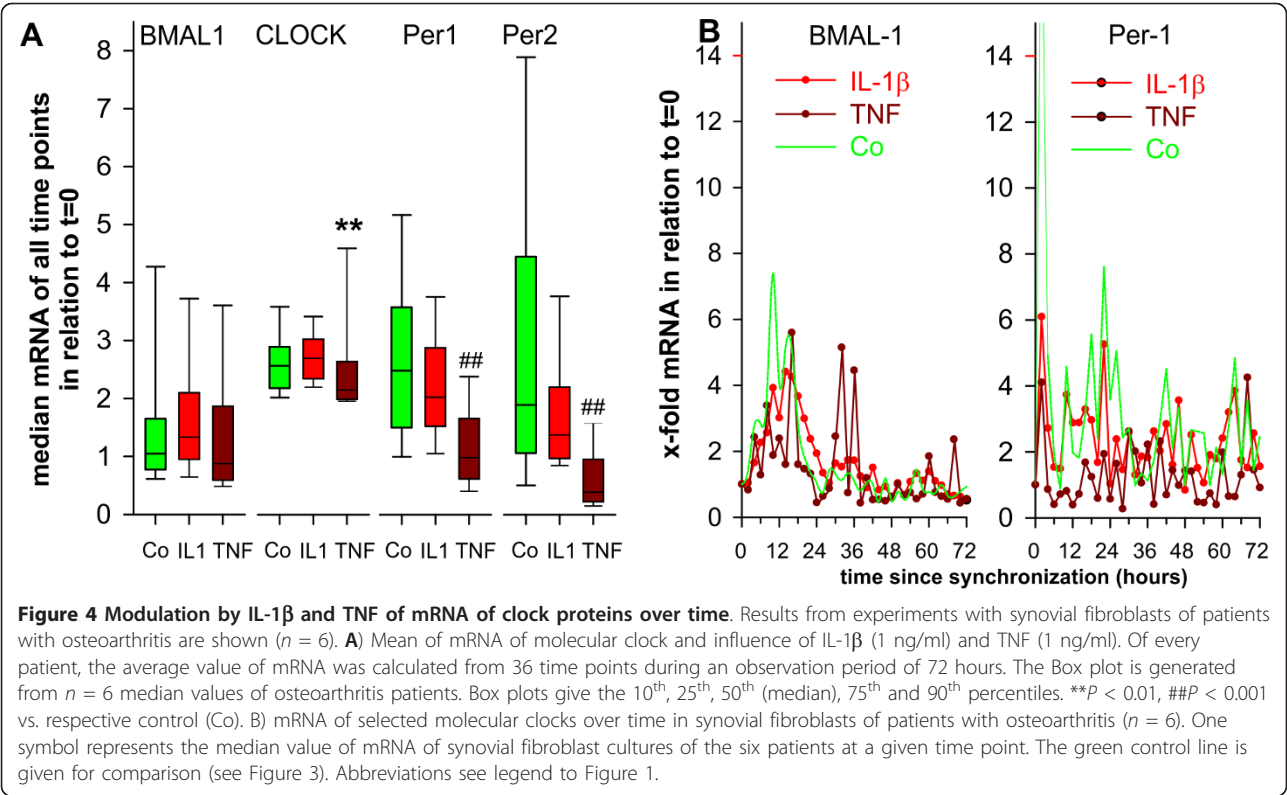 A
BMAL1 CLOCK Per1 Per2
median mRNA of all time points
in relation to t=0
8
7
6
5
4
3
2
1
0
**
##
##
Co IL1 TNF Co IL1 TNF Co IL1 TNF Co IL1 TNF
B
BMAL-1
x-fold mRNA in relation to t=0
14
12
10
8
6
4
2
0
IL-1β
TNF
Co
0 12 24 36 48 60 72
Per-1
14
12
10
8
6
4
2
0
IL-1β
TNF
Co
0 12 24 36 48 60 72
time since synchronization (hours)
Figure 4 Modulation by IL-1β and TNF of mRNA of clock proteins over time. Results from experiments with synovial fibroblasts of patients
with osteoarthritis are shown (n = 6). A) Mean of mRNA of molecular clock and influence of IL-1β (1 ng/ml) and TNF (1 ng/ml). Of every
patient, the average value of mRNA was calculated from 36 time points during an observation period of 72 hours. The Box plot is generated
from n = 6 median values of osteoarthritis patients. Box plots give the 10th, 25th, 50th (median), 75th and 90th percentiles. **P < 0.01, ##P < 0.001
vs. respective control (Co). B) mRNA of selected molecular clocks over time in synovial fibroblasts of patients with osteoarthritis (n = 6). One
symbol represents the median value of mRNA of synovial fibroblast cultures of the six patients at a given time point. The green control line is
given for comparison (see Figure 3). Abbreviations see legend to Figure 1.